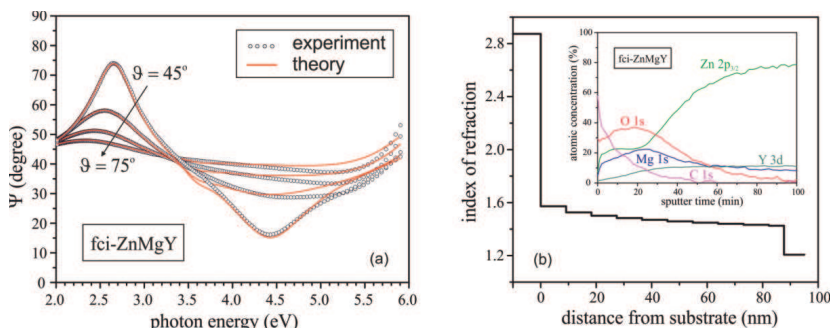 90
80
70
60
50
40
30
20
10
0
Ψ (degree)
ϑ = 45°
ϑ = 75°
experiment
theory
fci-ZnMgY
(a)
2.0 2.5 3.0 3.5 4.0 4.5 5.0 5.5 6.0
photon energy (eV)
2.8
2.4
2.0
1.6
1.2
index of refraction
(b)
0 20 40 60 80 100
distance from substrate (nm)
100
80
60
40
20
0
atomic concentration (%)
fci-ZnMgY
Zn 2p3/2
O 1s
Mg 1s
Y 3d
C 1s
0 20 40 60 80 100
sputter time (min)